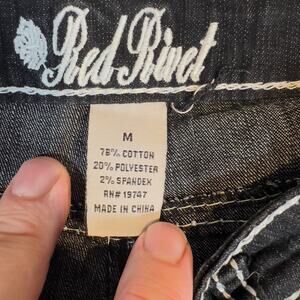 Red Rivet
M
78% COTTON
20% POLYESTER
2% SPANDEX
RN# 19747
MADE IN CHINA